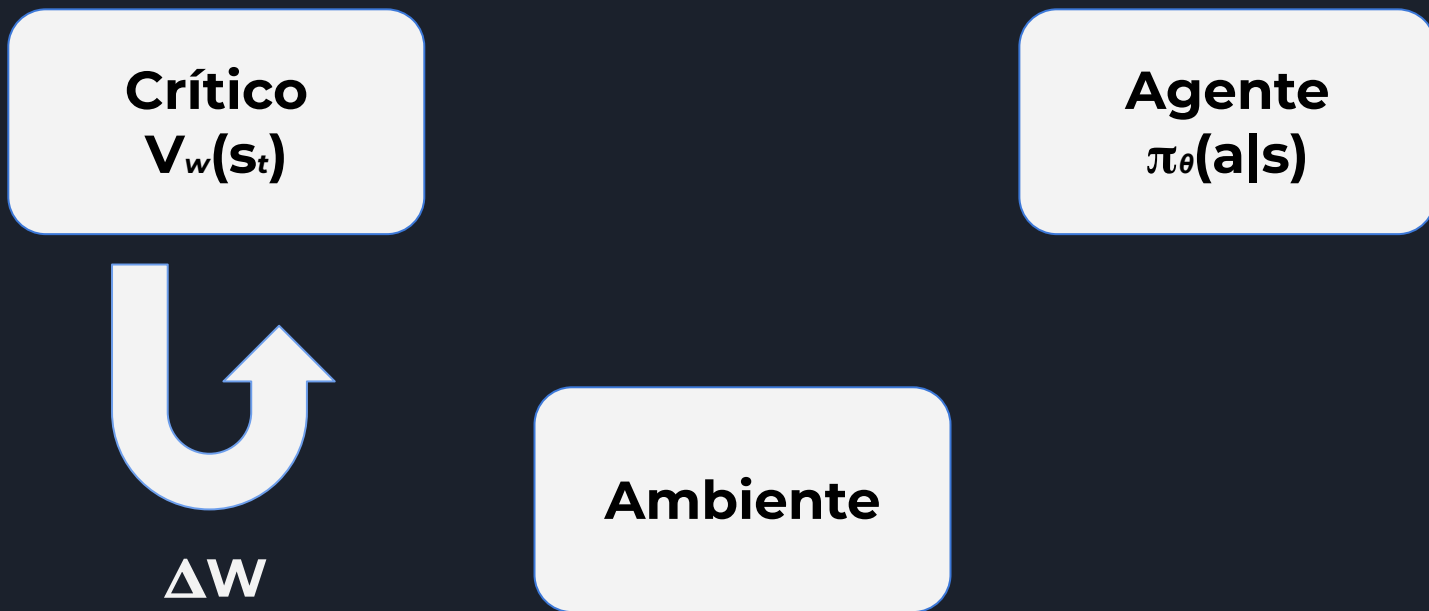 Crítico
Vw(st)
Agente
πθ(a|s)
Ambiente
ΔW